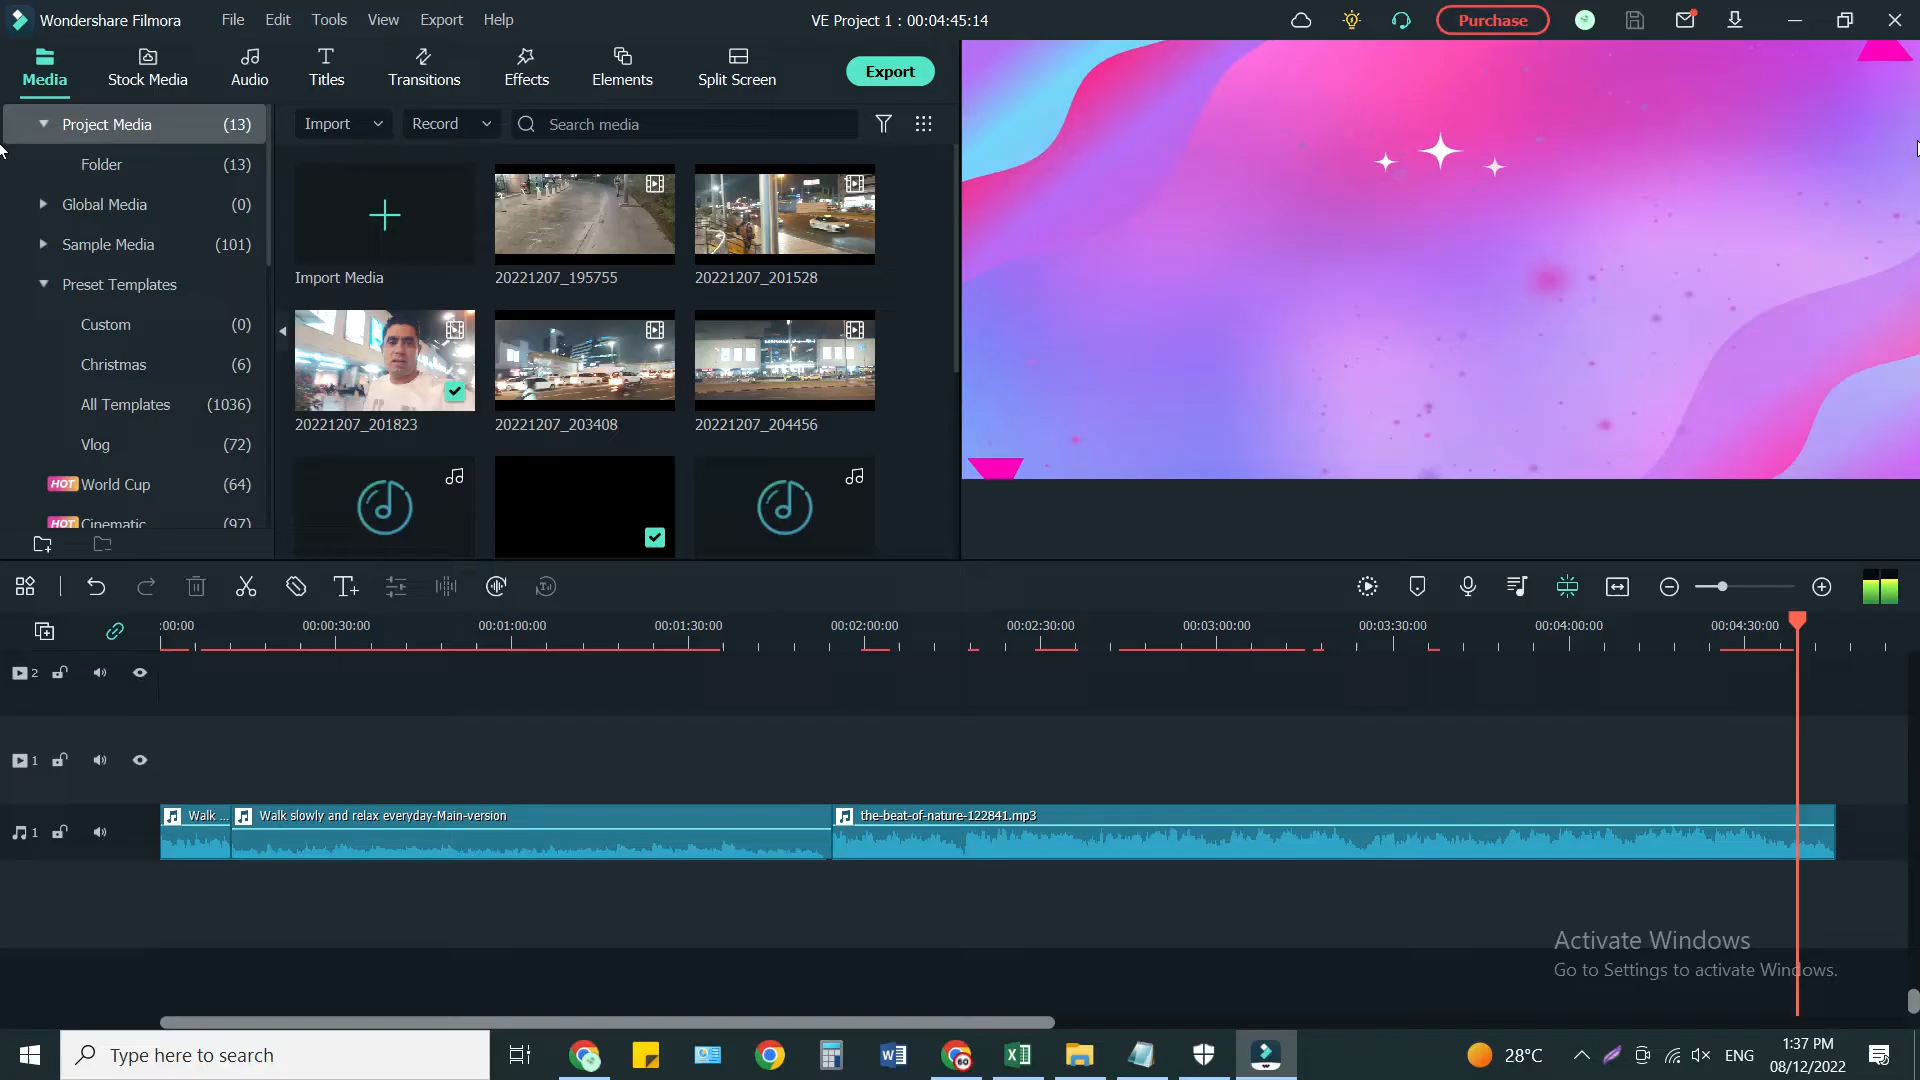 Wondershare Filmora
File Edit Tools View Export Help
VE Project 1 : 00:04:45:14
Purchase
Media
Stock Media
Audio
Titles
Transitions
Effects
Elements
Split Screen
Export
Project Media (13)
Folder (13)
Global Media (0)
Sample Media (101)
Preset Templates
Custom (0)
Christmas (6)
All Templates (1036)
Vlog (72)
HOT World Cup (64)
HOT Cinematic (97)
Import
Record
Search media
Import Media
20221207_195755
20221207_201528
20221207_201823
20221207_203408
20221207_204456
:00:00 00:00:30:00 00:01:00:00 00:01:30:00 00:02:00:00 00:02:30:00 00:03:00:00 00:03:30:00 00:04:00:00 00:04:30:00
2
1
1
Walk ...
Walk slowly and relax everyday-Main-version
the-beat-of-nature-122841.mp3
Activate Windows
Go to Settings to activate Windows.
Type here to search
60
28°C
ENG
1:37 PM
08/12/2022